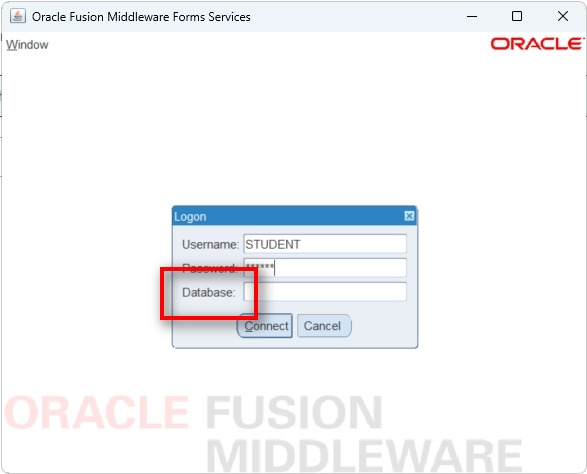 Oracle Fusion Middleware Forms Services
Window
ORACLE
Logon
Username: STUDENT
Password: ******
Database:
Connect Cancel
ORACLE FUSION
MIDDLEWARE